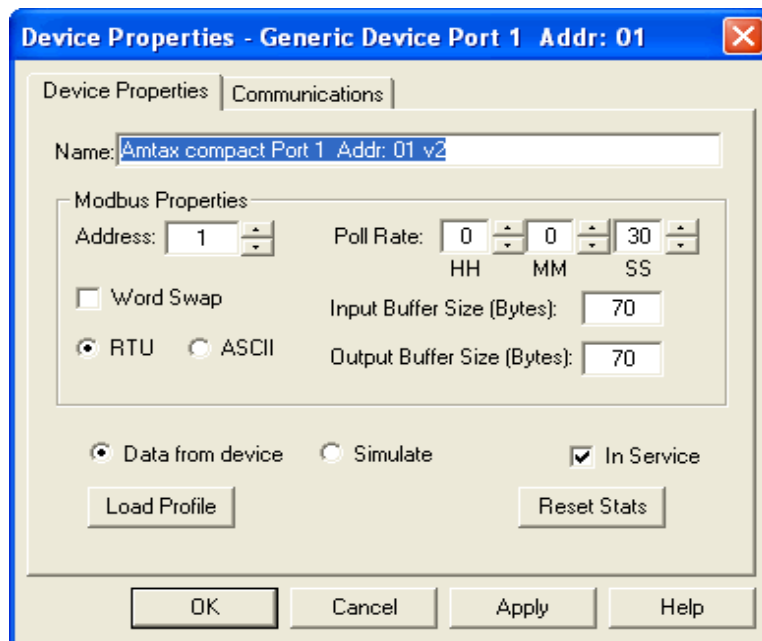 Device Properties - Generic Device Port 1 Addr: 01
Device Properties Communications
Name: Amtax compact Port 1 Addr: 01 v2
Modbus Properties
Address: 1 Poll Rate: 0 0 30
HH MM SS
Word Swap Input Buffer Size (Bytes): 70
RTU ASCII Output Buffer Size (Bytes): 70
Data from device Simulate In Service
Load Profile Reset Stats
OK Cancel Apply Help